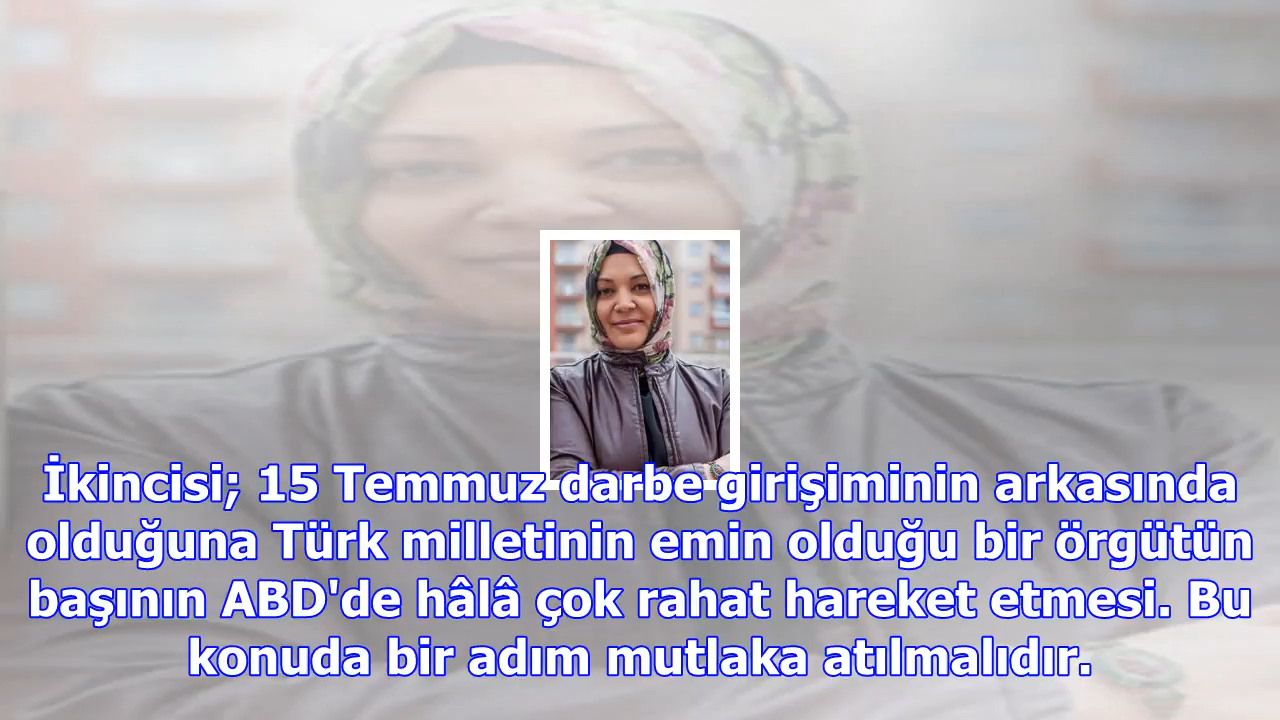 İkincisi; 15 Temmuz darbe girişiminin arkasında
olduğuna Türk milletinin emin olduğu bir örgütün
başının ABD'de hâlâ çok rahat hareket etmesi. Bu
konuda bir adım mutlaka atılmalıdır.